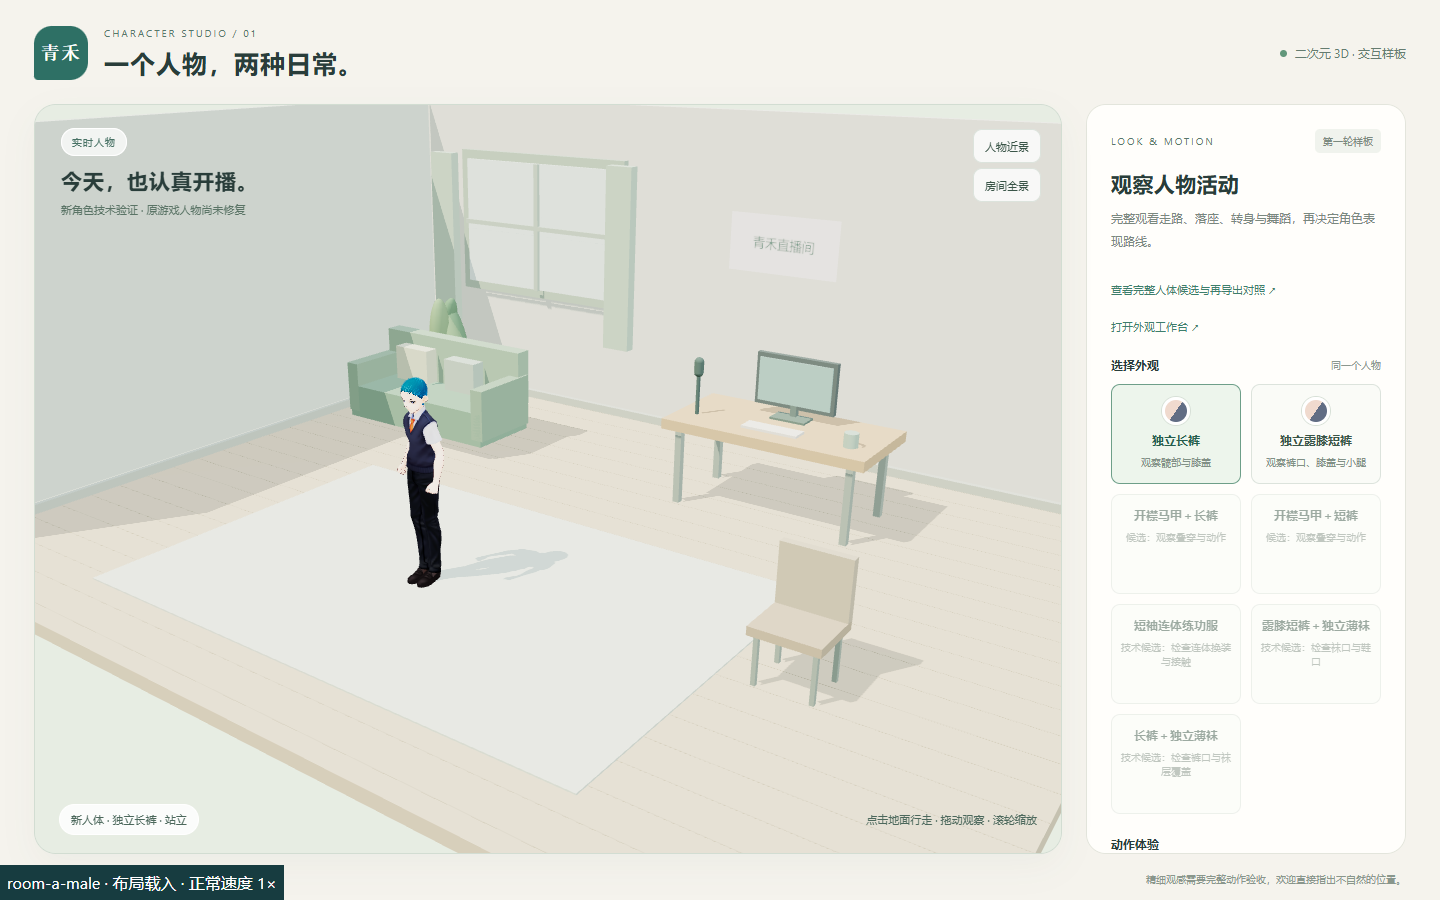 青禾
CHARACTER STUDIO / 01
一个人物，两种日常。
二次元 3D · 交互样板
实时人物
今天，也认真开播。
新角色技术验证 · 原游戏人物尚未修复
人物近景
房间全景
青禾直播间
新人体 · 独立长裤 · 站立
点击地面行走 · 拖动观察 · 滚轮缩放
LOOK & MOTION
第一轮样板
观察人物活动
完整观看走路、落座、转身与舞蹈，再决定角色表
现路线。
查看完整人体候选与再导出对照 ↗
打开外观工作台 ↗
选择外观
同一个人物
独立长裤
观察髋部与膝盖
独立露膝短裤
观察裤口、膝盖与小腿
开襟马甲 + 长裤
候选：观察叠穿与动作
开襟马甲 + 短裤
候选：观察叠穿与动作
短袖连体练功服
技术候选：检查连体换装
与接触
露膝短裤 + 独立薄袜
技术候选：检查袜口与鞋
口
长裤 + 独立薄袜
技术候选：检查裤口与袜
层覆盖
动作体验
room-a-male · 布局载入 · 正常速度 1×
精细观感需要完整动作验收，欢迎直接指出不自然的位置。